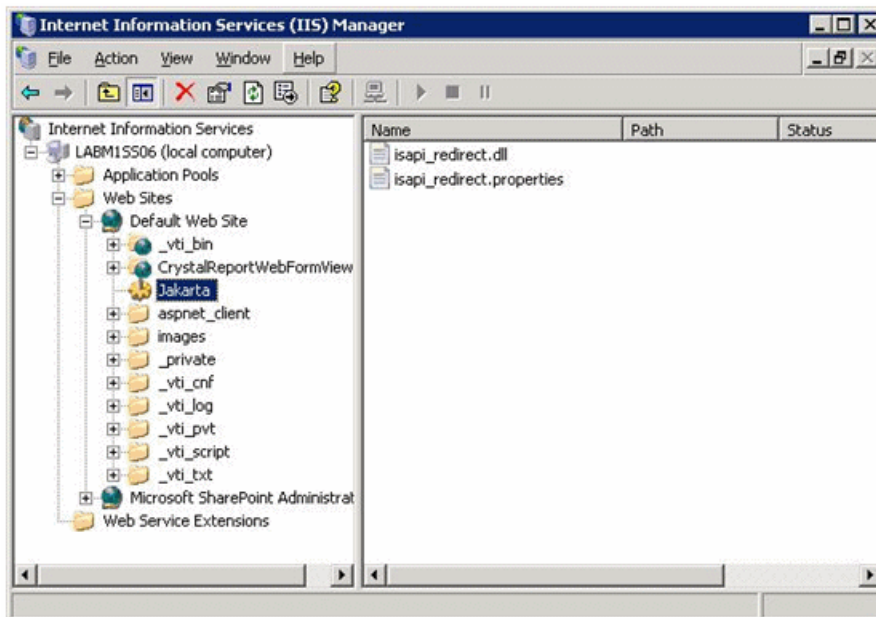 Internet Information Services (IIS) Manager
File Action View Window Help
Internet Information Services
LABM1SS06 (local computer)
Application Pools
Web Sites
Default Web Site
_vti_bin
CrystalReportWebFormView
Jakarta
aspnet_client
images
_private
_vti_cnf
_vti_log
_vti_pvt
_vti_script
_vti_txt
Microsoft SharePoint Administrat
Web Service Extensions
Name Path Status
isapi_redirect.dll
isapi_redirect.properties